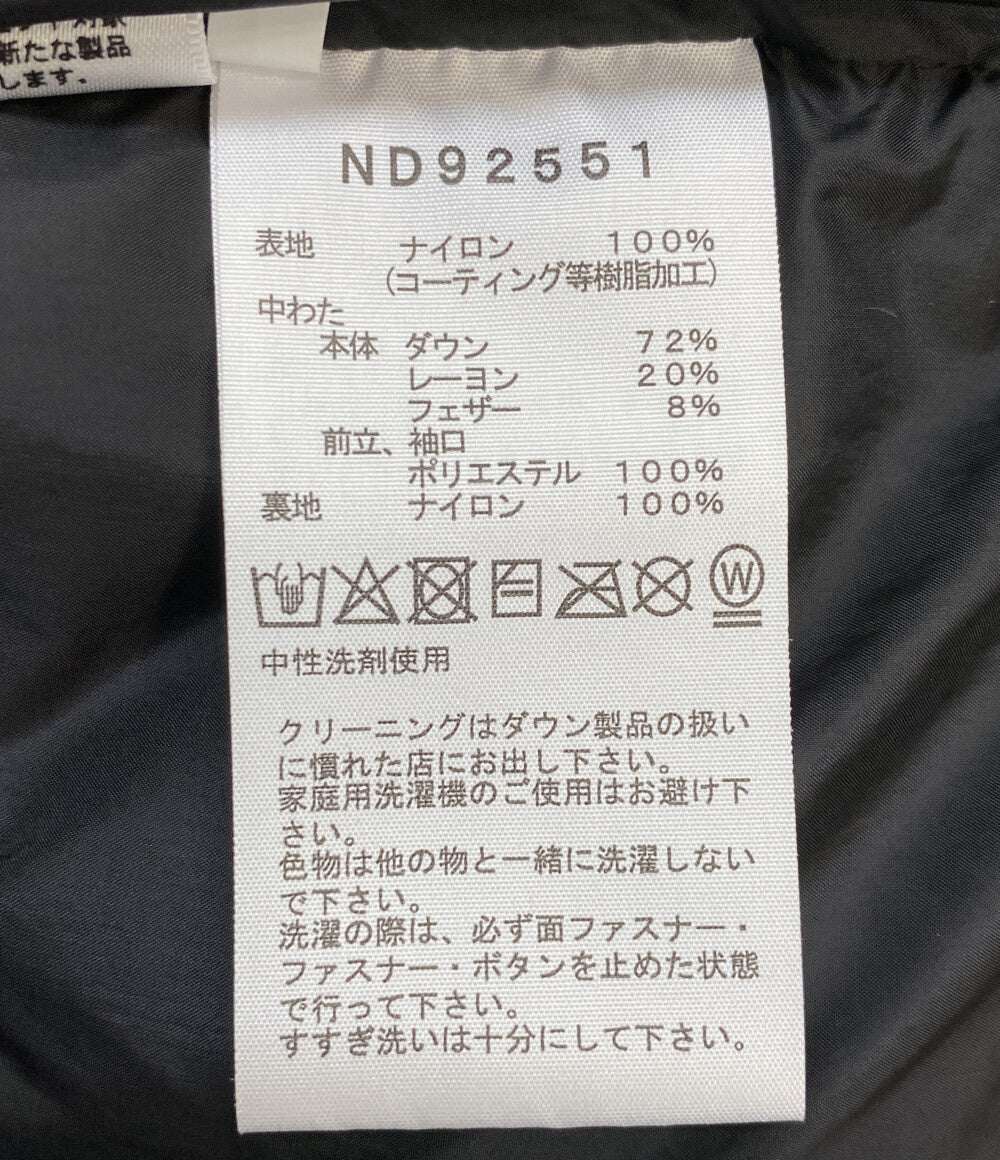 新たな製品
します。
ND92551
表地 ナイロン 100%
(コーティング等樹脂加工)
中わた
本体 ダウン 72%
レーヨン 20%
フェザー 8%
前立、袖口
ポリエステル 100%
裏地 ナイロン 100%
W
中性洗剤使用
クリーニングはダウン製品の扱い
に慣れた店にお出し下さい。
家庭用洗濯機のご使用はお避け下
さい。
色物は他の物と一緒に洗濯しない
で下さい。
洗濯の際は、必ず面ファスナー・
ファスナー・ボタンを止めた状態
で行って下さい。
すすぎ洗いは十分にして下さい。